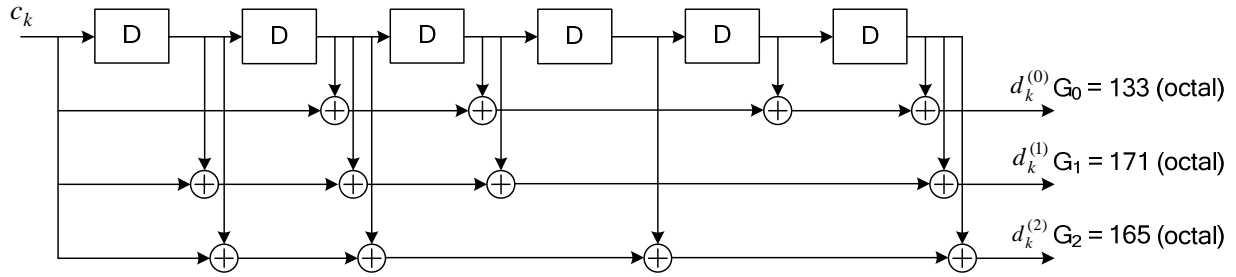 c_k
D D D D D D
d_k^{(0)} G₀ = 133 (octal)
d_k^{(1)} G₁ = 171 (octal)
d_k^{(2)} G₂ = 165 (octal)